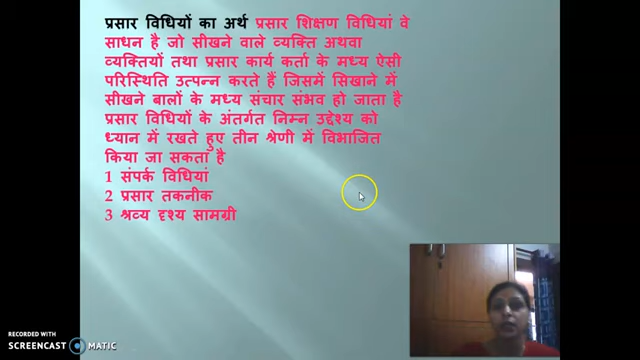 प्रसार विधियों का अर्थ प्रसार शिक्षण विधियां वे
साधन है जो सीखने वाले व्यक्ति अथवा
व्यक्तियों तथा प्रसार कार्य कर्ता के मध्य ऐसी
परिस्थिति उत्पन्न करते हैं जिसमें सिखाने में
सीखने बालों के मध्य संचार संभव हो जाता है
प्रसार विधियों के अंतर्गत निम्न उद्देश्य को
ध्यान में रखते हुए तीन श्रेणी में विभाजित
किया जा सकता है
1 संपर्क विधियां
2 प्रसार तकनीक
3 श्रव्य दृश्य सामग्री
RECORDED WITH
SCREENCAST MATIC